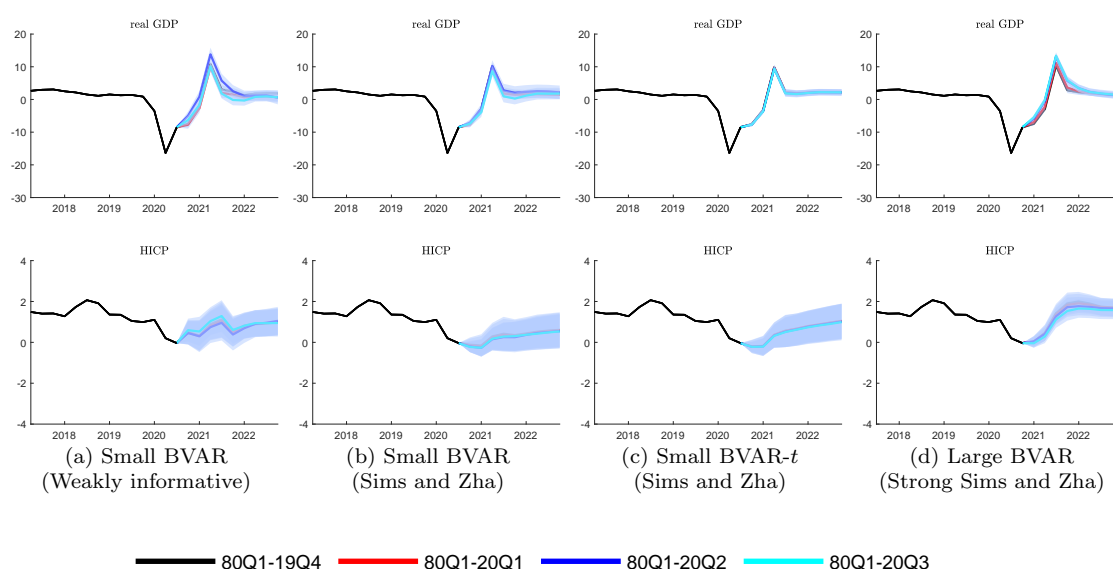 real GDP
real GDP
real GDP
real GDP
20
10
0
-10
-20
-30
2018 2019 2020 2021 2022
20
10
0
-10
-20
-30
2018 2019 2020 2021 2022
20
10
0
-10
-20
-30
2018 2019 2020 2021 2022
20
10
0
-10
-20
-30
2018 2019 2020 2021 2022
HICP
HICP
HICP
HICP
4
2
0
-2
-4
2018 2019 2020 2021 2022
4
2
0
-2
-4
2018 2019 2020 2021 2022
4
2
0
-2
-4
2018 2019 2020 2021 2022
4
2
0
-2
-4
2018 2019 2020 2021 2022
(a) Small BVAR
(Weakly informative)
(b) Small BVAR
(Sims and Zha)
(c) Small BVAR-t
(Sims and Zha)
(d) Large BVAR
(Strong Sims and Zha)
80Q1-19Q4 80Q1-20Q1 80Q1-20Q2 80Q1-20Q3